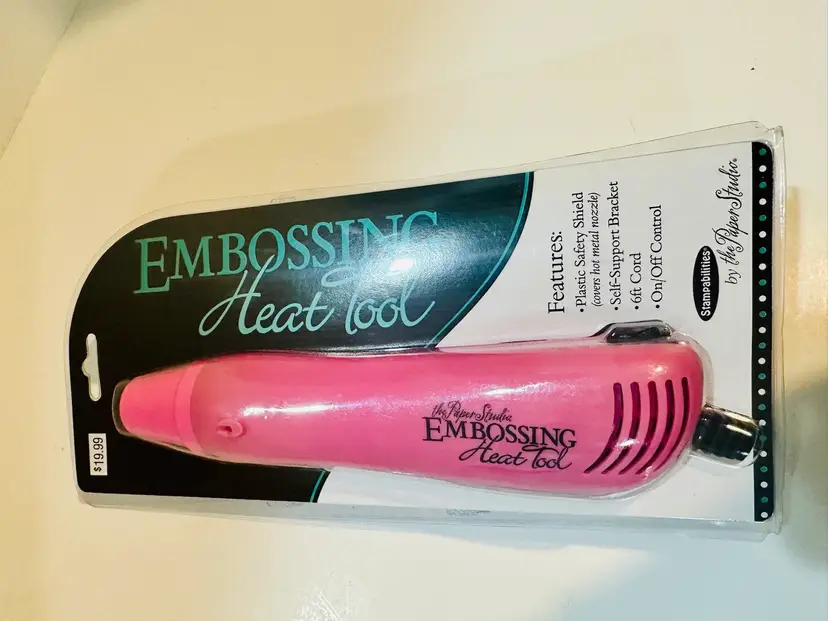 EMBOSSING
Heat Tool
Features:
• Plastic Safety Shield
(covers hot metal nozzle)
• Self-Support Bracket
• 6ft Cord
• On/Off Control
Stampabilities®
by the Paper Studio®
the Paper Studio
EMBOSSING
Heat Tool
$19.99